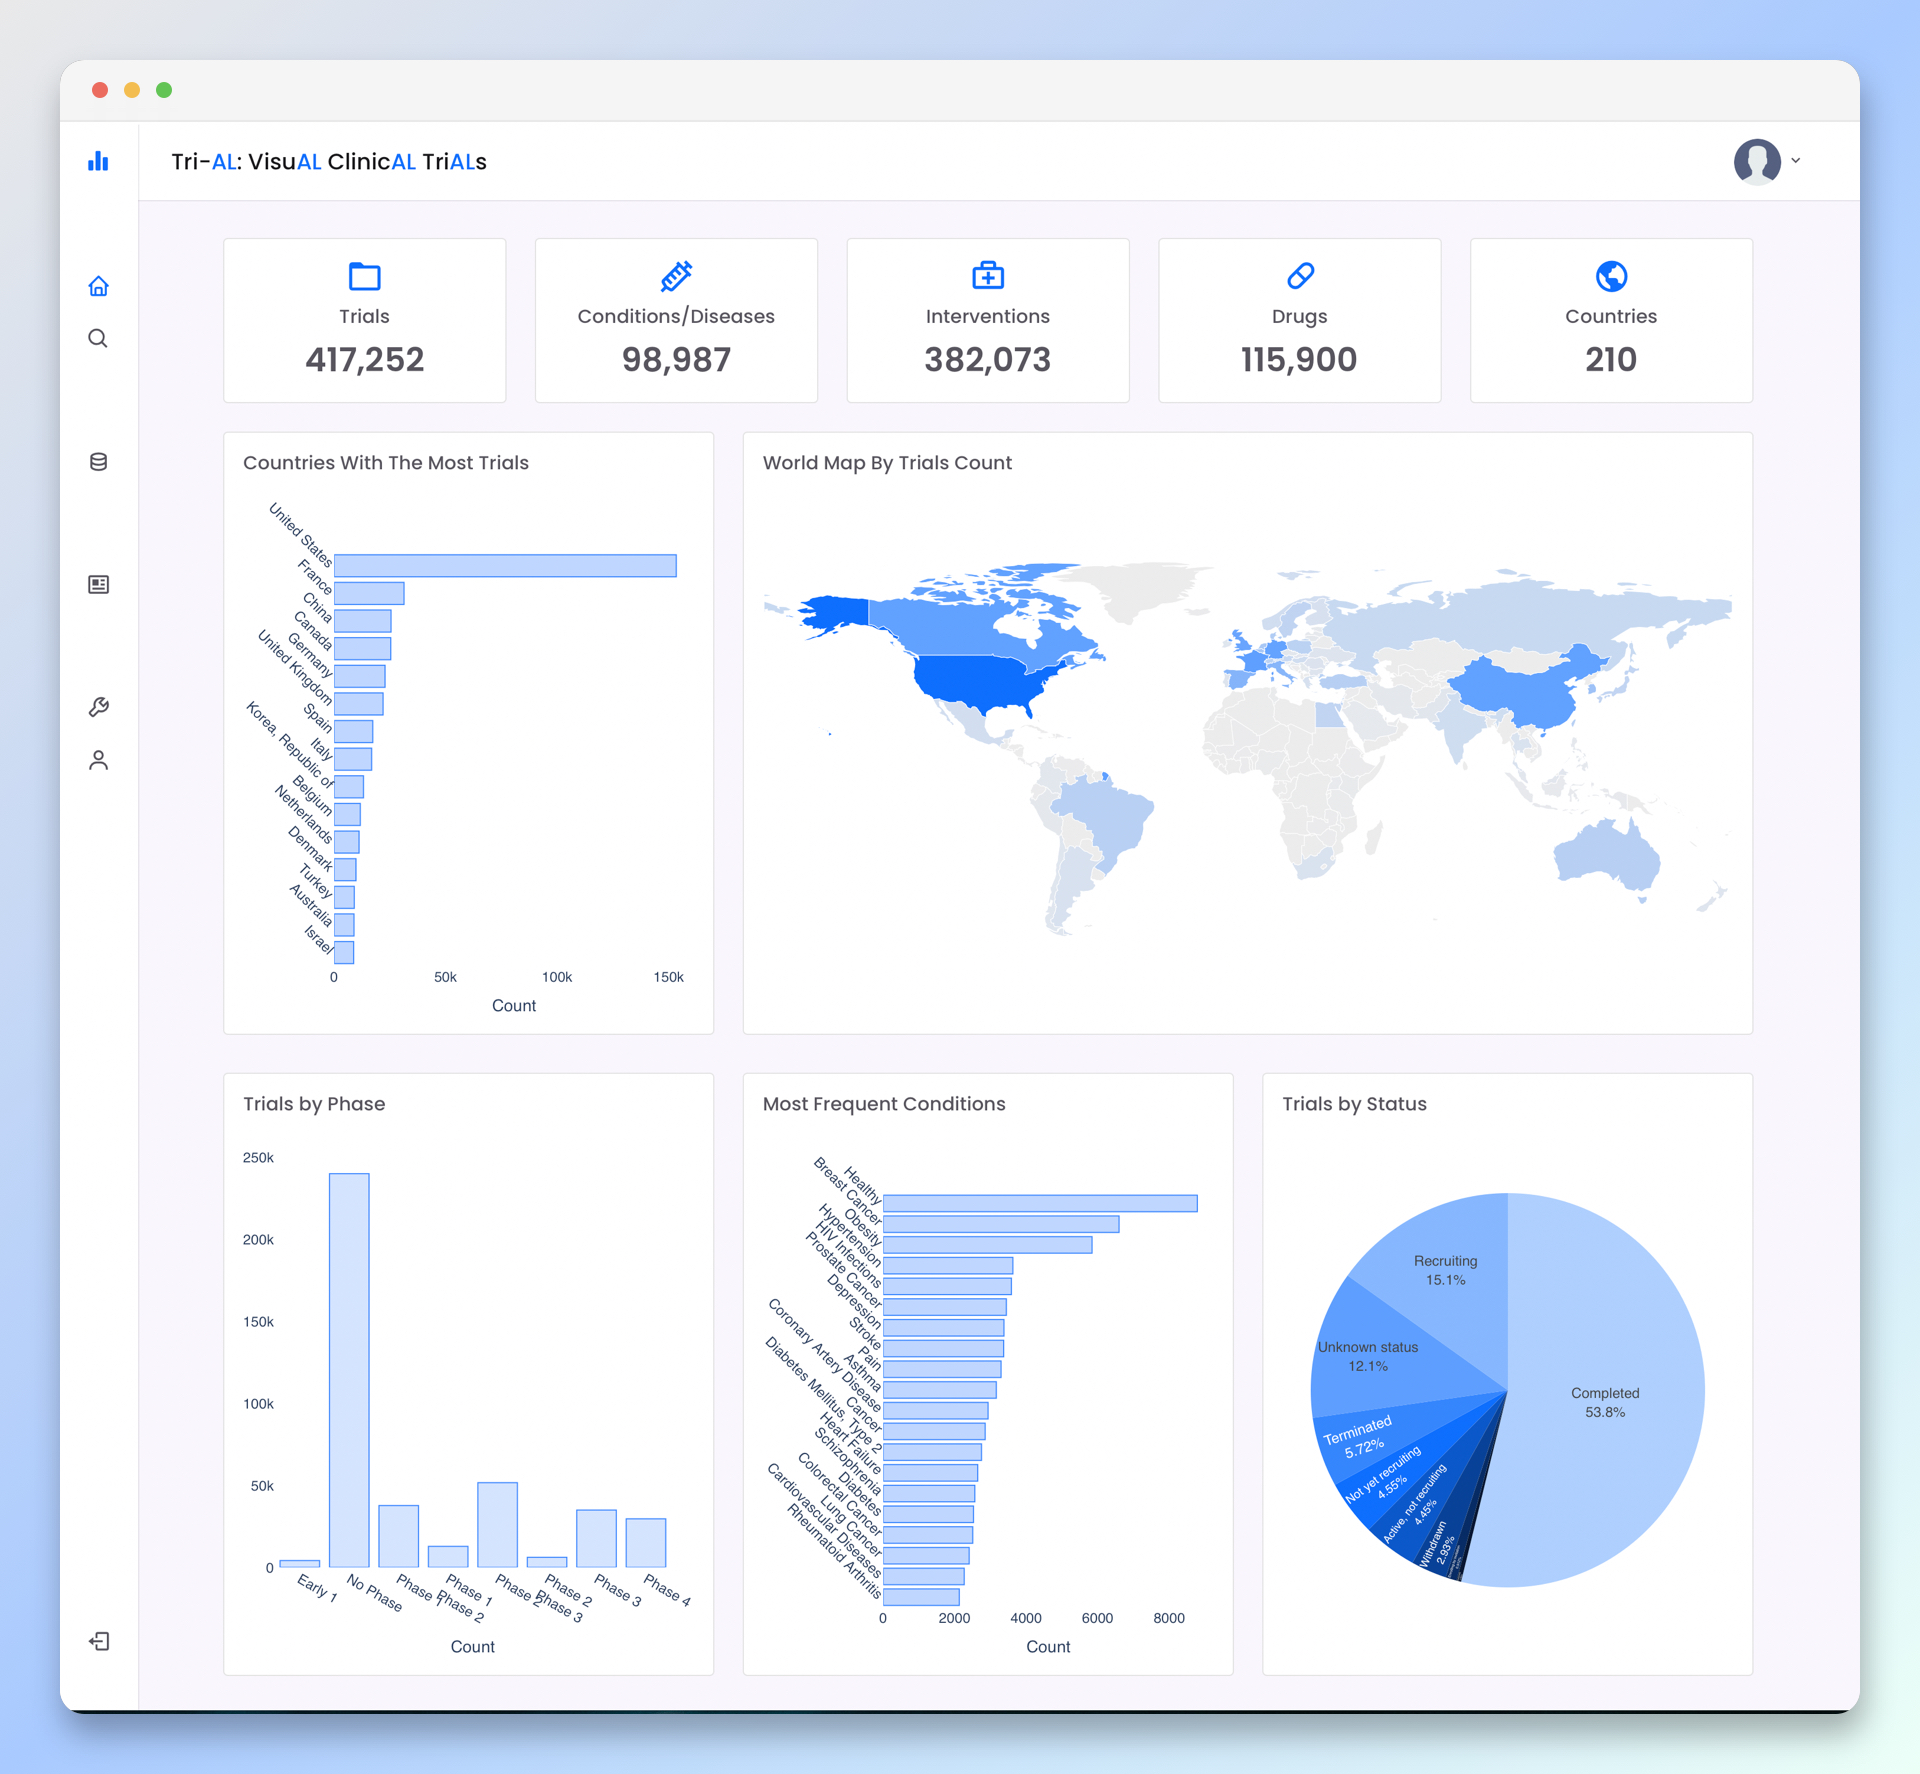 Tri-AL: VisuAL ClinicAL TriALs
Trials
417,252
Conditions/Diseases
98,987
Interventions
382,073
Drugs
115,900
Countries
210
Countries With The Most Trials
United States
France
China
Canada
Germany
United Kingdom
Spain
Italy
Korea, Republic of
Belgium
Netherlands
Denmark
Turkey
Australia
Israel
0
50k
100k
150k
Count
World Map By Trials Count
Trials by Phase
250k
200k
150k
100k
50k
0
Early 1
No Phase
Phase 1
Phase 1
Phase 2
Phase 2
Phase 2
Phase 3
Phase 3
Phase 4
Count
Most Frequent Conditions
Healthy
Breast Cancer
Obesity
Hypertension
HIV Infections
Prostate Cancer
Depression
Stroke
Pain
Asthma
Coronary Artery Disease
Cancer
Diabetes Mellitus, Type 2
Heart Failure
Schizophrenia
Diabetes
Colorectal Cancer
Lung Cancer
Cardiovascular Diseases
Rheumatoid Arthritis
0
2000
4000
6000
8000
Count
Trials by Status
Recruiting
15.1%
Unknown status
12.1%
Completed
53.8%
Terminated
5.72%
Not yet recruiting
4.55%
Active, not recruiting
4.45%
Withdrawn
2.93%